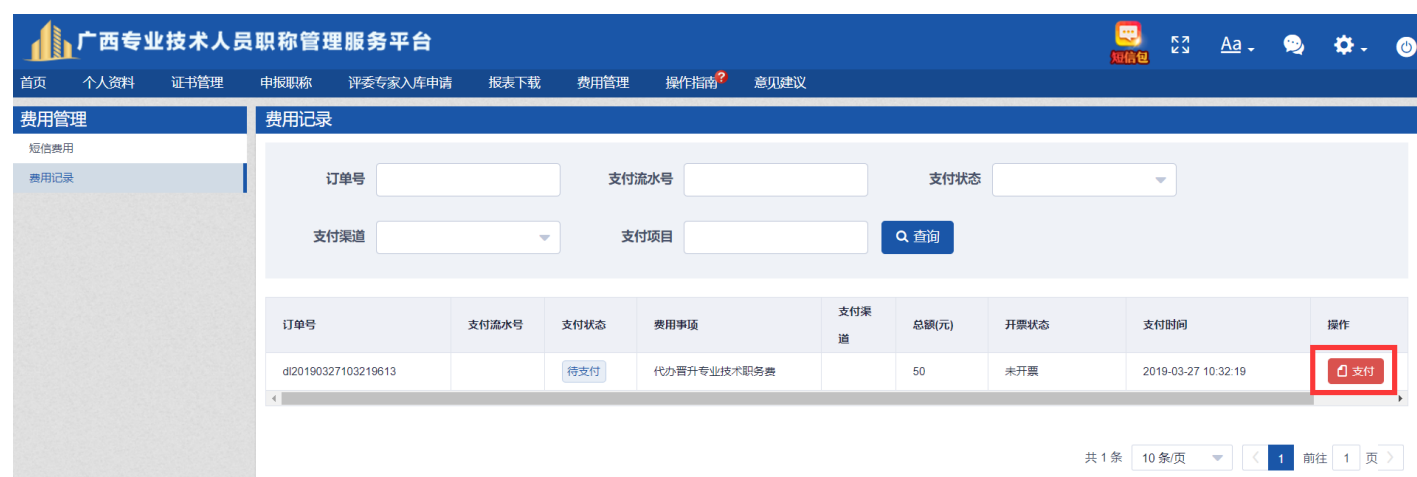 广西专业技术人员职称管理服务平台
短信包
Aa
首页 个人资料 证书管理 申报职称 评委专家入库申请 报表下载 费用管理 操作指南? 意见建议
费用管理
短信费用
费用记录
费用记录
订单号 支付流水号 支付状态
支付渠道 支付项目 查询
订单号 支付流水号 支付状态 费用事项 支付渠
道 总额(元) 开票状态 支付时间 操作
dl20190327103219613 待支付 代办晋升专业技术职务费 50 未开票 2019-03-27 10:32:19 支付
共 1 条 10 条/页 1 前往 1 页